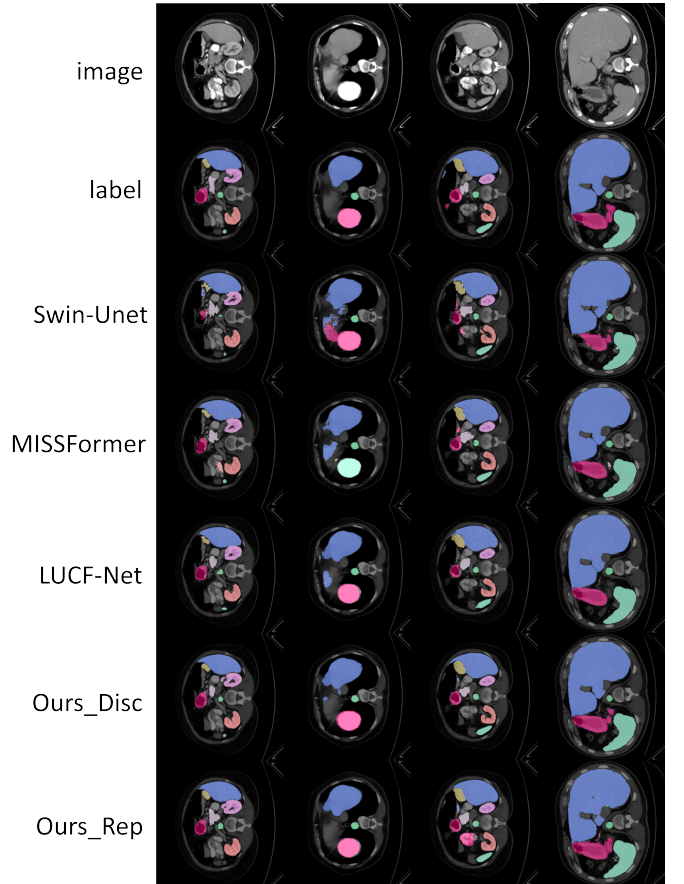 image
label
Swin-Unet
MISSFormer
LUCF-Net
Ours_Disc
Ours_Rep